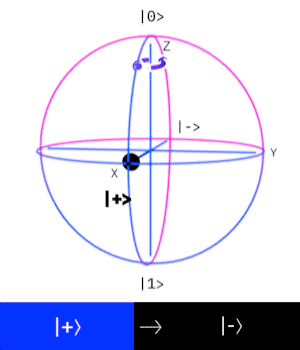 |0>
Z
|->
Y
X
|+>
|1>
|+⟩ → |-⟩